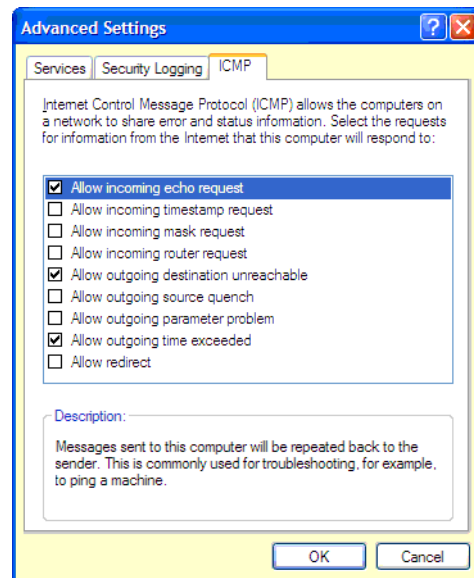 Advanced Settings
Services Security Logging ICMP
Internet Control Message Protocol (ICMP) allows the computers on
a network to share error and status information. Select the requests
for information from the Internet that this computer will respond to:
Allow incoming echo request
Allow incoming timestamp request
Allow incoming mask request
Allow incoming router request
Allow outgoing destination unreachable
Allow outgoing source quench
Allow outgoing parameter problem
Allow outgoing time exceeded
Allow redirect
Description:
Messages sent to this computer will be repeated back to the
sender. This is commonly used for troubleshooting, for example,
to ping a machine.
OK Cancel